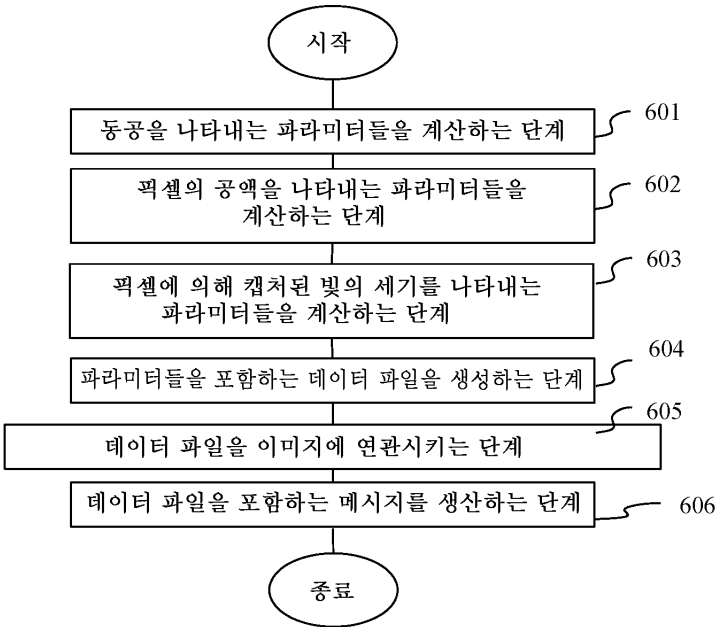 시작
동공을 나타내는 파라미터들을 계산하는 단계
601
픽셀의 공액을 나타내는 파라미터들을
계산하는 단계
602
픽셀에 의해 캡처된 빛의 세기를 나타내는
파라미터들을 계산하는 단계
603
파라미터들을 포함하는 데이터 파일을 생성하는 단계
604
데이터 파일을 이미지에 연관시키는 단계
605
데이터 파일을 포함하는 메시지를 생산하는 단계
606
종료